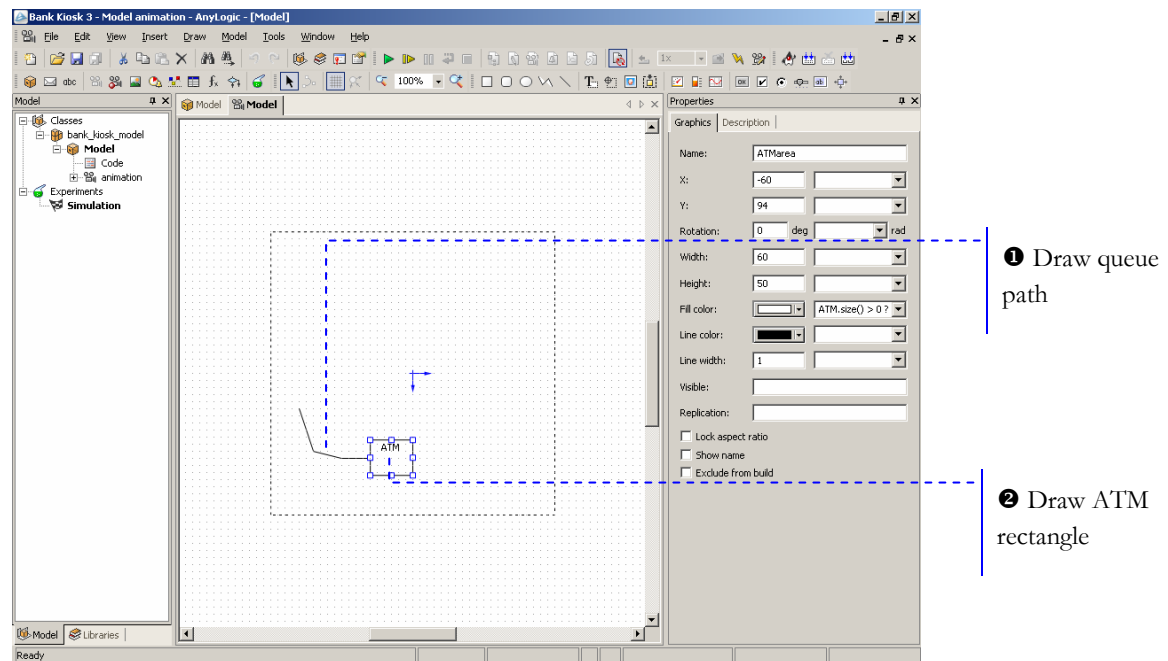 Bank Kiosk 3 - Model animation - AnyLogic - [Model]
File Edit View Insert Draw Model Tools Window Help
1x
abc
100%
Model
Model
Model
Properties
Classes
bank_kiosk_model
Model
Code
animation
Experiments
Simulation
ATM
Graphics
Description
Name: ATMarea
X: -60
Y: 94
Rotation: 0 deg rad
Width: 60
Height: 50
Fill color: ATM.size() > 0 ?
Line color:
Line width: 1
Visible:
Replication:
Lock aspect ratio
Show name
Exclude from build
❶ Draw queue
path
❷ Draw ATM
rectangle
Model
Libraries
Ready